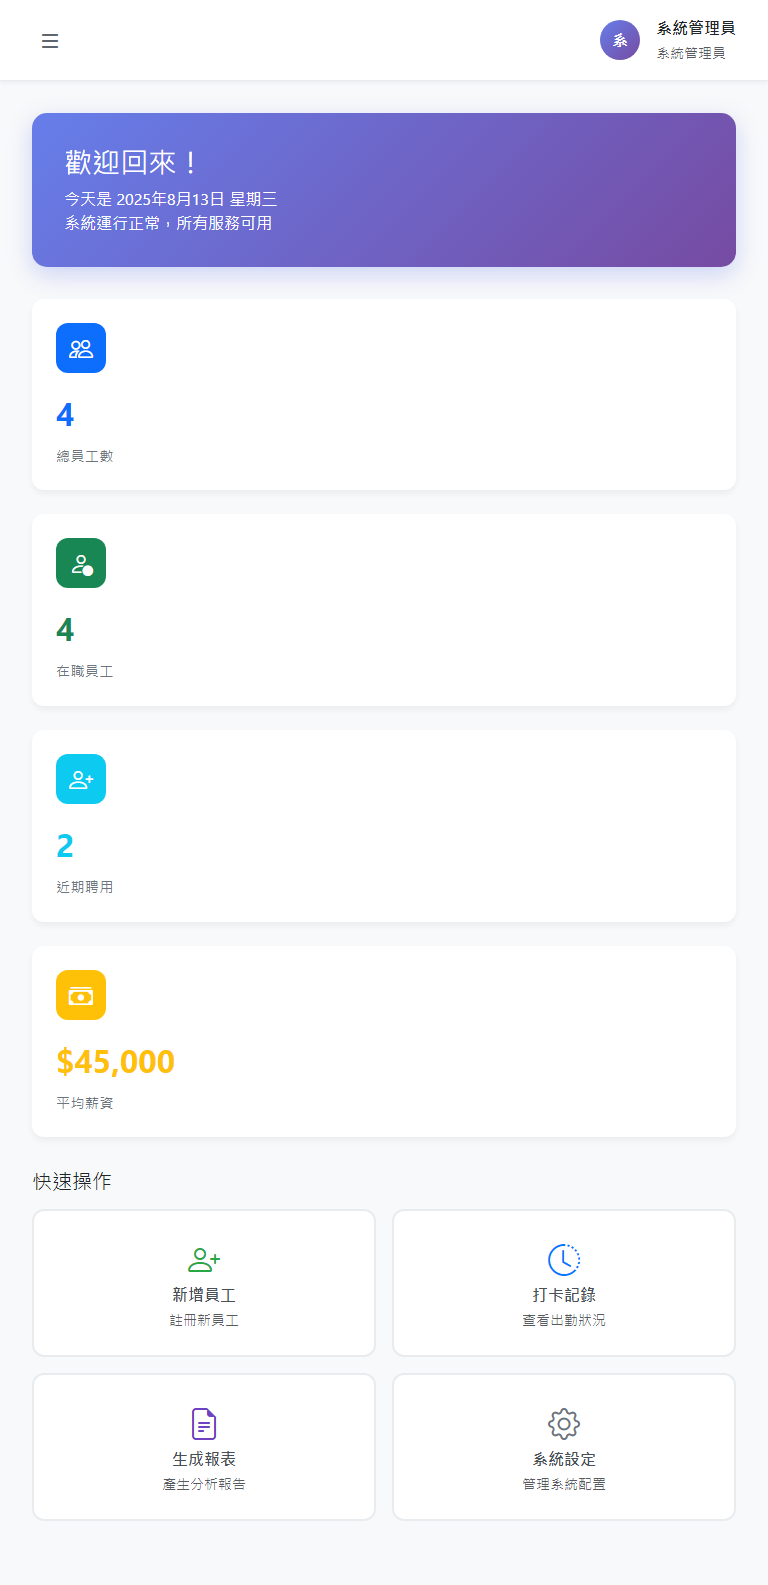 系
系統管理員
系統管理員
歡迎回來！
今天是 2025年8月13日 星期三
系統運行正常，所有服務可用
4
總員工數
4
在職員工
2
近期聘用
$45,000
平均薪資
快速操作
新增員工
註冊新員工
打卡記錄
查看出勤狀況
生成報表
產生分析報告
系統設定
管理系統配置